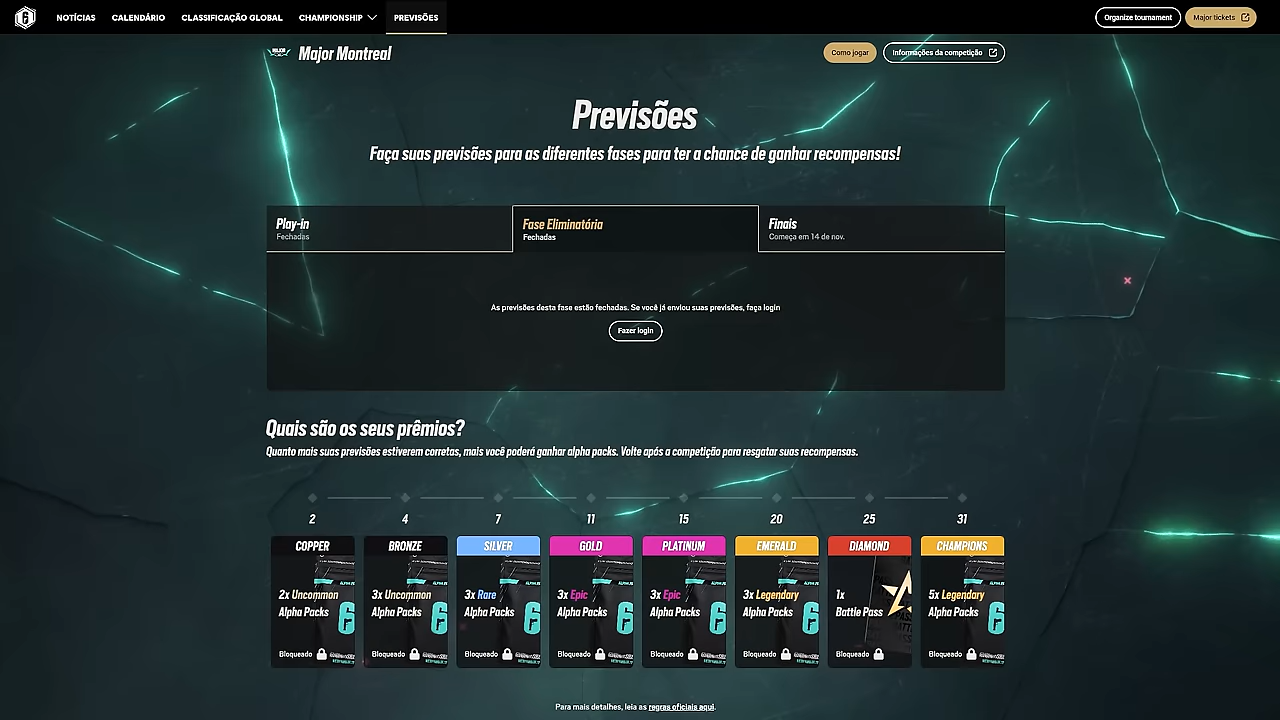 NOTÍCIAS CALENDÁRIO CLASSIFICAÇÃO GLOBAL CHAMPIONSHIP PREVISÕES Organize tournament Major tickets
Major Montreal Como jogar Informações da competição
Previsões
Faça suas previsões para as diferentes fases para ter a chance de ganhar recompensas!
Play-in Fase Eliminatória Finais
Fechadas Fechadas Começa em 14 de nov.
As previsões desta fase estão fechadas. Se você já enviou suas previsões, faça login
Fazer login
Quais são os seus prêmios?
Quanto mais suas previsões estiverem corretas, mais você poderá ganhar alpha packs. Volte após a competição para resgatar suas recompensas.
2 4 7 11 15 20 25 31
COPPER BRONZE SILVER GOLD PLATINUM EMERALD DIAMOND CHAMPIONS
2x Uncommon 3x Uncommon 3x Rare 3x Epic 3x Epic 3x Legendary 1x 5x Legendary
Alpha Packs Alpha Packs Alpha Packs Alpha Packs Alpha Packs Alpha Packs Battle Pass Alpha Packs
Bloqueado Bloqueado Bloqueado Bloqueado Bloqueado Bloqueado Bloqueado Bloqueado
Para mais detalhes, leia as regras oficiais aqui.